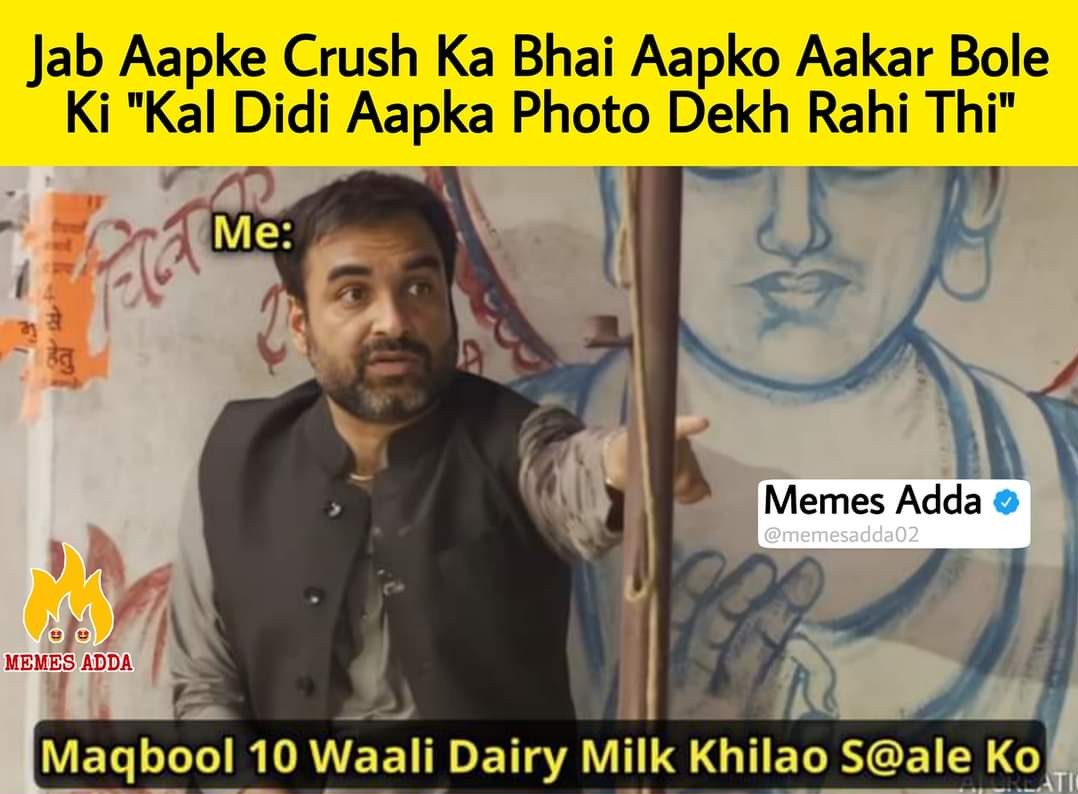 Jab Aapke Crush Ka Bhai Aapko Aakar Bole
Ki "Kal Didi Aapka Photo Dekh Rahi Thi"
Me:
से
हेतु
Memes Adda
@memesadda02
MEMES ADDA
Maqbool 10 Waali Dairy Milk Khilao S@ale Ko